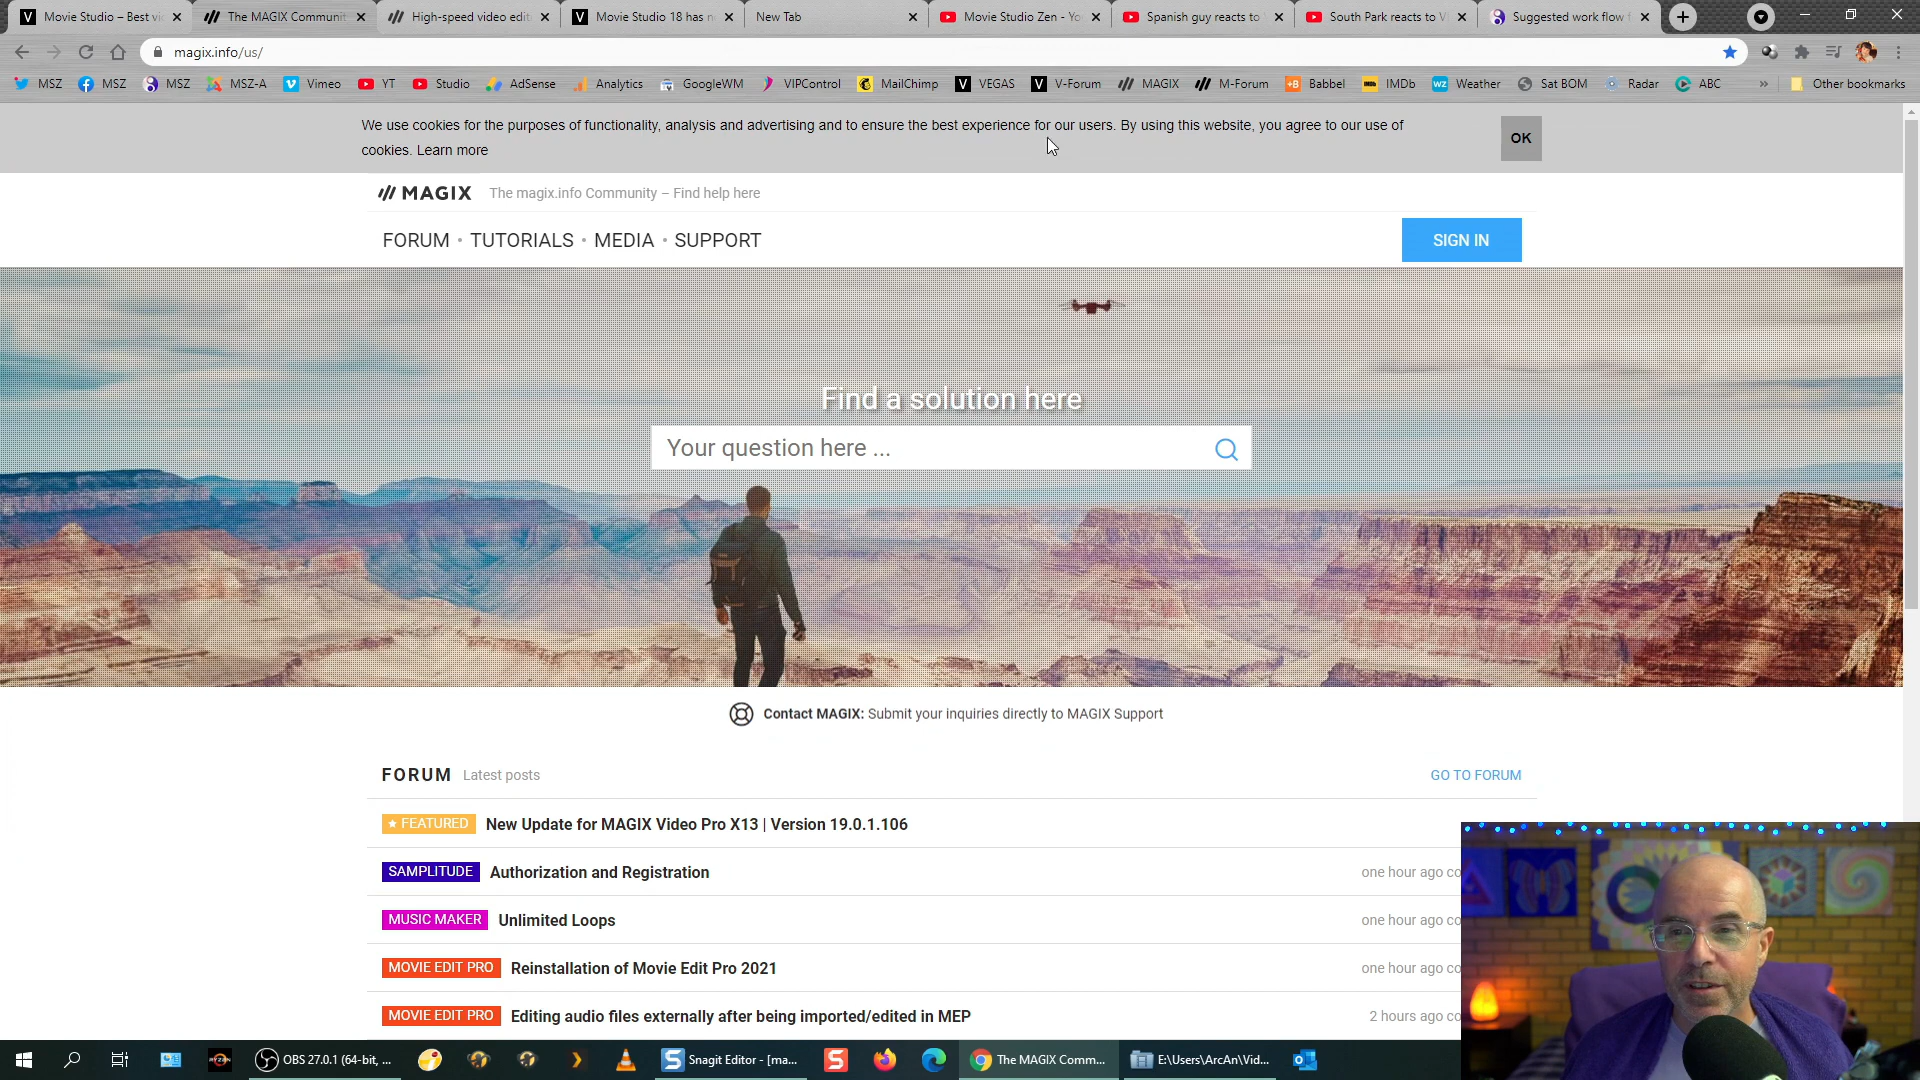 Movie Studio – Best vi
The MAGIX Communit
High-speed video edit
Movie Studio 18 has n
New Tab
Movie Studio Zen - Yo
Spanish guy reacts to
South Park reacts to V
Suggested work flow
magix.info/us/
MSZ
MSZ
MSZ
MSZ-A
Vimeo
YT
Studio
AdSense
Analytics
GoogleWM
VIPControl
MailChimp
VEGAS
V-Forum
MAGIX
M-Forum
Babbel
IMDb
Weather
Sat BOM
Radar
ABC
»
Other bookmarks
We use cookies for the purposes of functionality, analysis and advertising and to ensure the best experience for our users. By using this website, you agree to our use of
cookies. Learn more
OK
MAGIX The magix.info Community – Find help here
FORUM • TUTORIALS • MEDIA • SUPPORT
SIGN IN
Find a solution here
Your question here ...
Contact MAGIX: Submit your inquiries directly to MAGIX Support
FORUM Latest posts
GO TO FORUM
★ FEATURED New Update for MAGIX Video Pro X13 | Version 19.0.1.106
SAMPLITUDE Authorization and Registration one hour ago co
MUSIC MAKER Unlimited Loops one hour ago co
MOVIE EDIT PRO Reinstallation of Movie Edit Pro 2021 one hour ago co
MOVIE EDIT PRO Editing audio files externally after being imported/edited in MEP 2 hours ago co
OBS 27.0.1 (64-bit, ...
Snagit Editor - [ma...
The MAGIX Comm...
E:\Users\ArcAn\Vid...